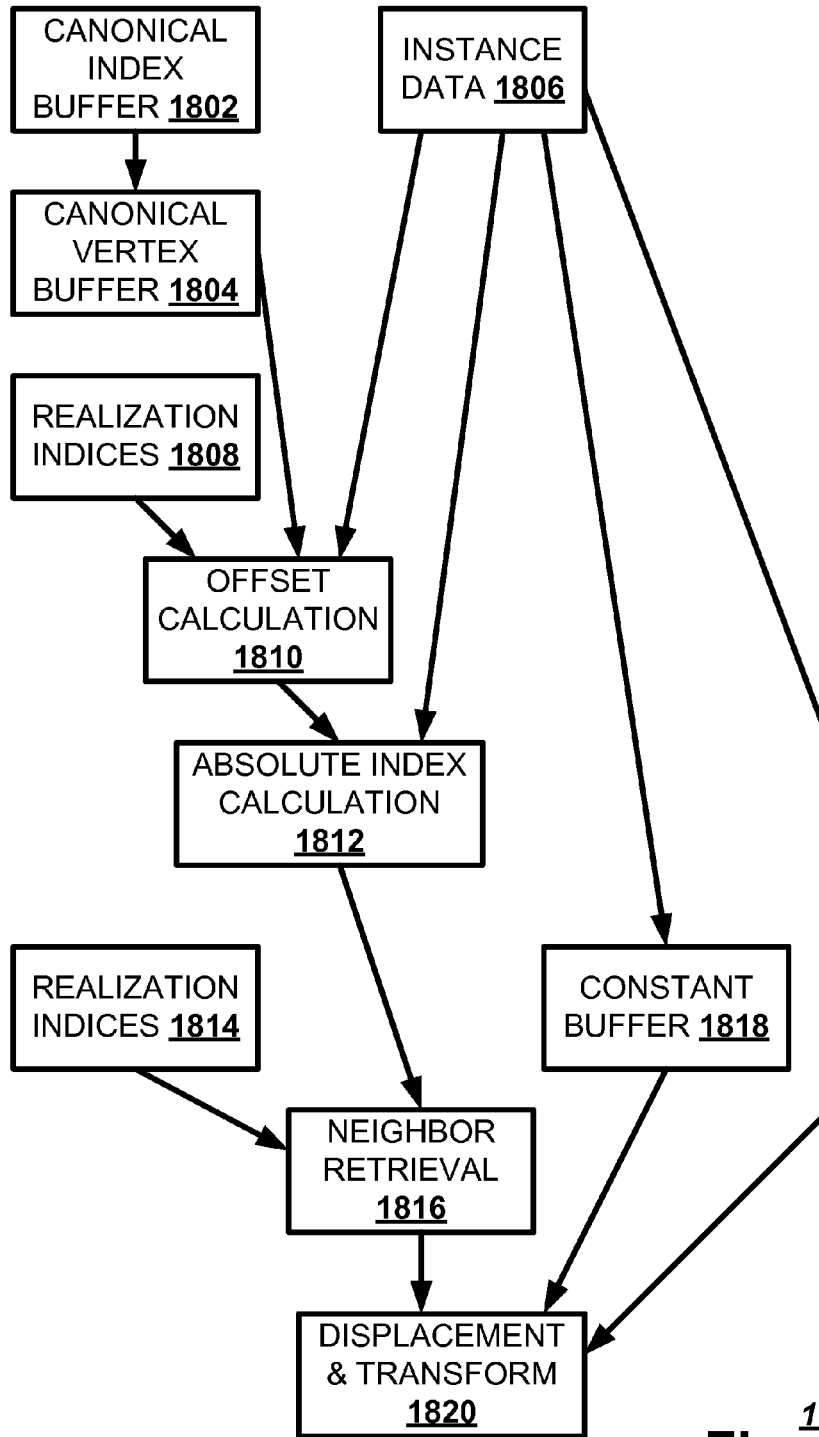 CANONICAL
INDEX
BUFFER 1802
INSTANCE
DATA 1806
CANONICAL
VERTEX
BUFFER 1804
REALIZATION
INDICES 1808
OFFSET
CALCULATION
1810
ABSOLUTE INDEX
CALCULATION
1812
REALIZATION
INDICES 1814
CONSTANT
BUFFER 1818
NEIGHBOR
RETRIEVAL
1816
DISPLACEMENT
& TRANSFORM
1820